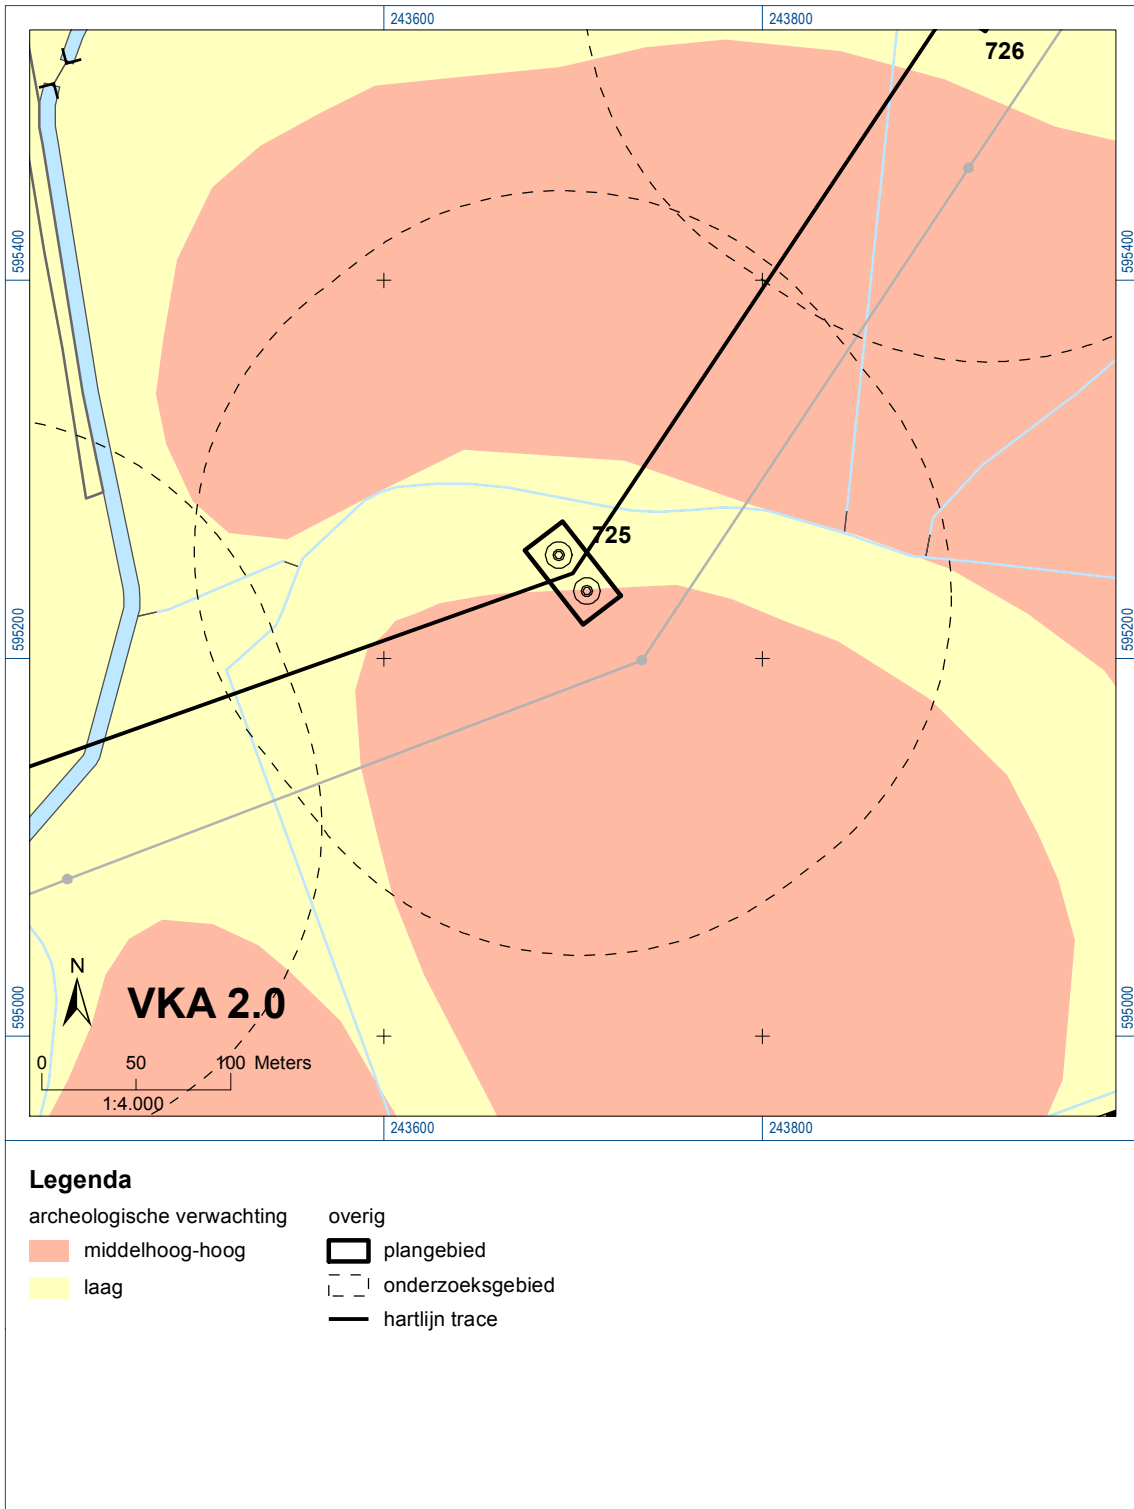 243600 243800
726
595400 595400
725
595200 595200
N
VKA 2.0
595000 595000
0 50 100 Meters
1:4.000
243600 243800
Legenda
archeologische verwachting overig
middelhoog-hoog plangebied
laag onderzoeksgebied
hartlijn trace